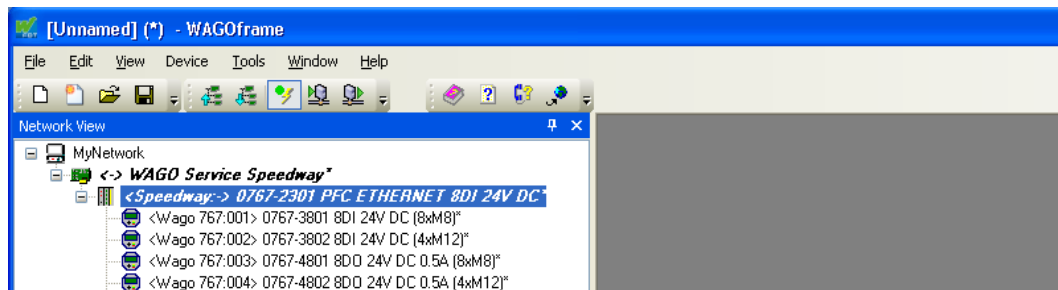 [Unnamed] (*) - WAGOframe
File Edit View Device Tools Window Help
Network View
MyNetwork
<-> WAGO Service Speedway*
<Speedway:-> 0767-2301 PFC ETHERNET 8DI 24V DC*
<Wago 767:001> 0767-3801 8DI 24V DC (8xM8)*
<Wago 767:002> 0767-3802 8DI 24V DC (4xM12)*
<Wago 767:003> 0767-4801 8DO 24V DC 0.5A (8xM8)*
<Wago 767:004> 0767-4802 8DO 24V DC 0.5A (4xM12)*